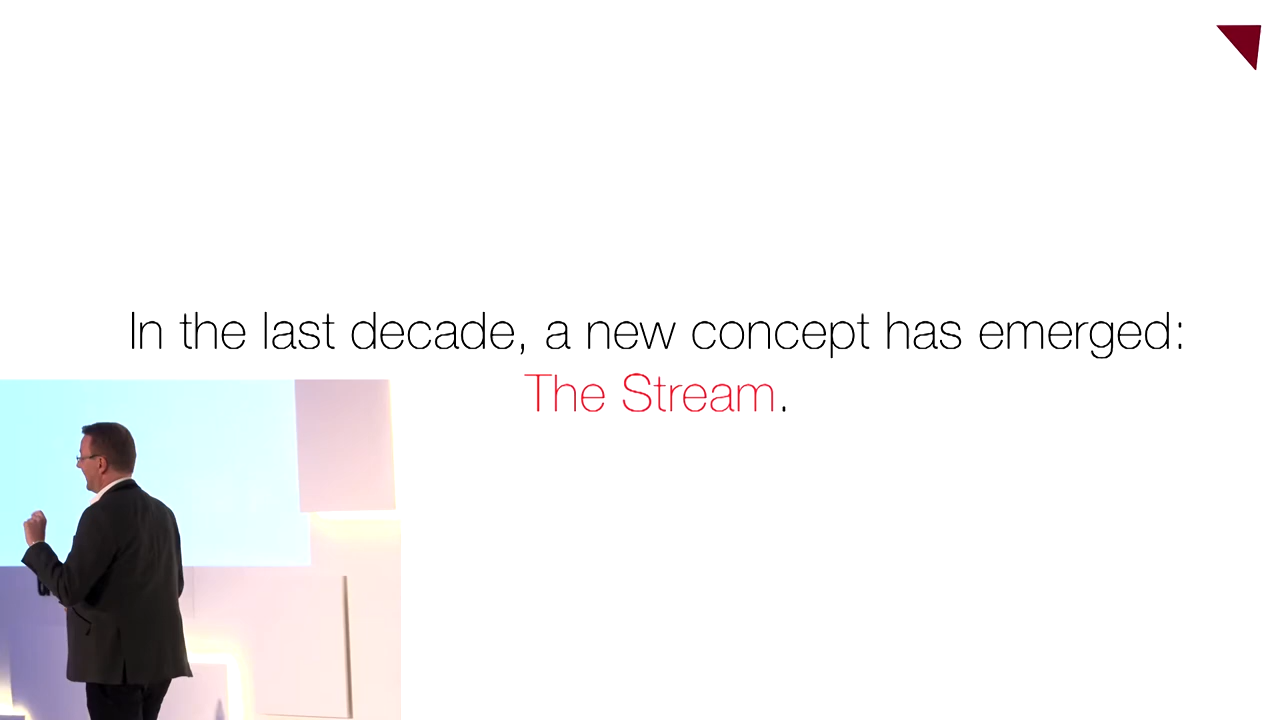 In the last decade, a new concept has emerged:
The Stream.